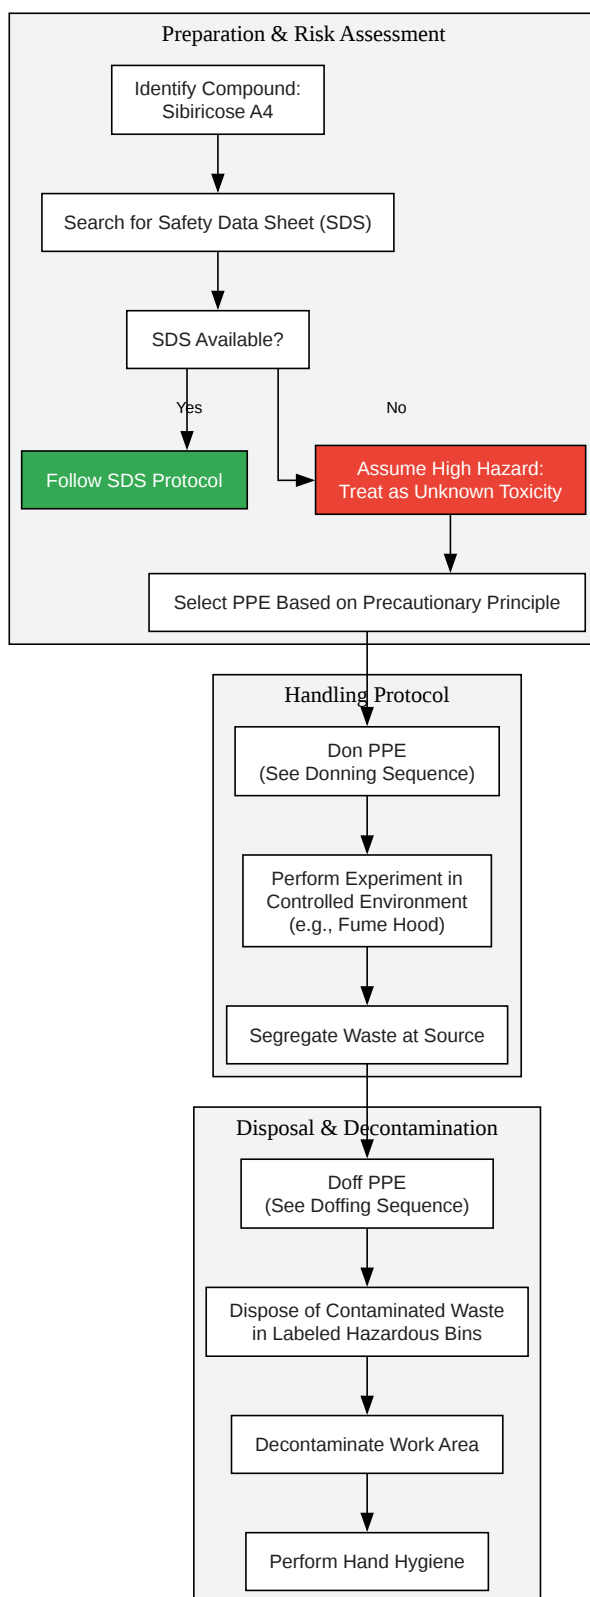 Preparation & Risk Assessment
Identify Compound:
Sibiricose A4
Search for Safety Data Sheet (SDS)
SDS Available?
Yes
No
Follow SDS Protocol
Assume High Hazard:
Treat as Unknown Toxicity
Select PPE Based on Precautionary Principle
Handling Protocol
Don PPE
(See Donning Sequence)
Perform Experiment in
Controlled Environment
(e.g., Fume Hood)
Segregate Waste at Source
Disposal & Decontamination
Doff PPE
(See Doffing Sequence)
Dispose of Contaminated Waste
in Labeled Hazardous Bins
Decontaminate Work Area
Perform Hand Hygiene